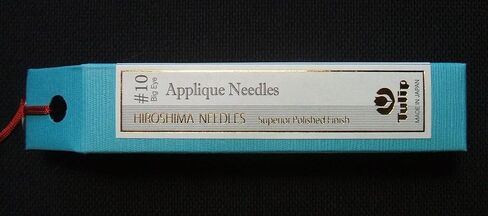 #10
Big Eye
Applique Needles
HIROSHIMA NEEDLES Superior Polished Finish
Tulip
MADE IN JAPAN